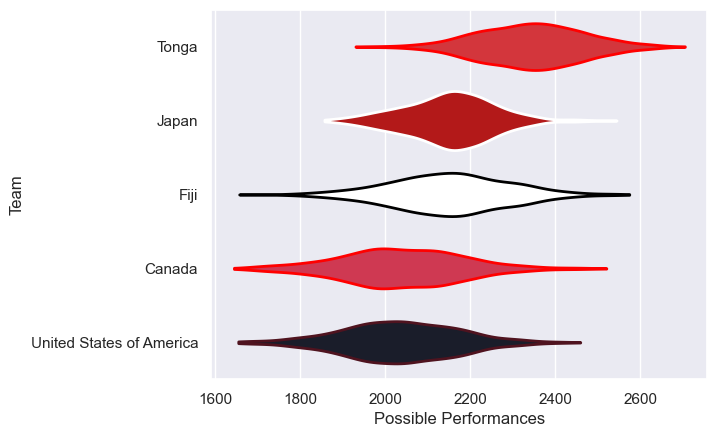 Tonga
Japan
Fiji
Canada
United States of America
Team
1600 1800 2000 2200 2400 2600
Possible Performances